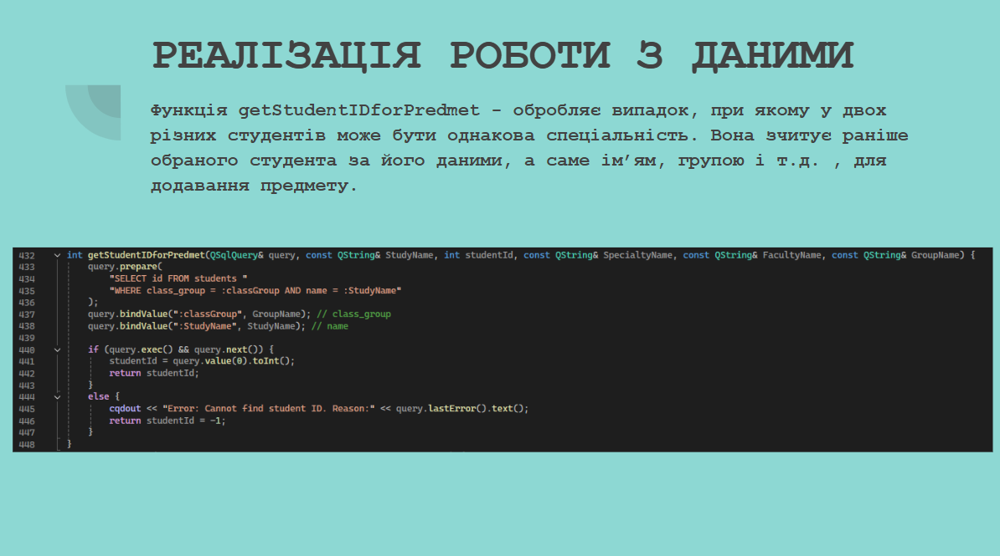 РЕАЛІЗАЦІЯ РОБОТИ З ДАНИМИ
Функція getStudentIDforPredmet – обробляє випадок, при якому у двох
різних студентів може бути однакова спеціальність. Вона зчитує раніше
обраного студента за його даними, а саме ім’ям, групою і т.д. , для
додавання предмету.
432 int getStudentIDforPredmet(QSqlQuery& query, const QString& StudyName, int studentId, const QString& SpecialtyName, const QString& FacultyName, const QString& GroupName) {
433 query.prepare(
434 "SELECT id FROM students "
435 "WHERE class_group = :classGroup AND name = :StudyName"
436 );
437 query.bindValue(":classGroup", GroupName); // class_group
438 query.bindValue(":StudyName", StudyName); // name
439
440 if (query.exec() && query.next()) {
441 studentId = query.value(0).toInt();
442 return studentId;
443 }
444 else {
445 cqdout << "Error: Cannot find student ID. Reason:" << query.lastError().text();
446 return studentId = -1;
447 }
448 }